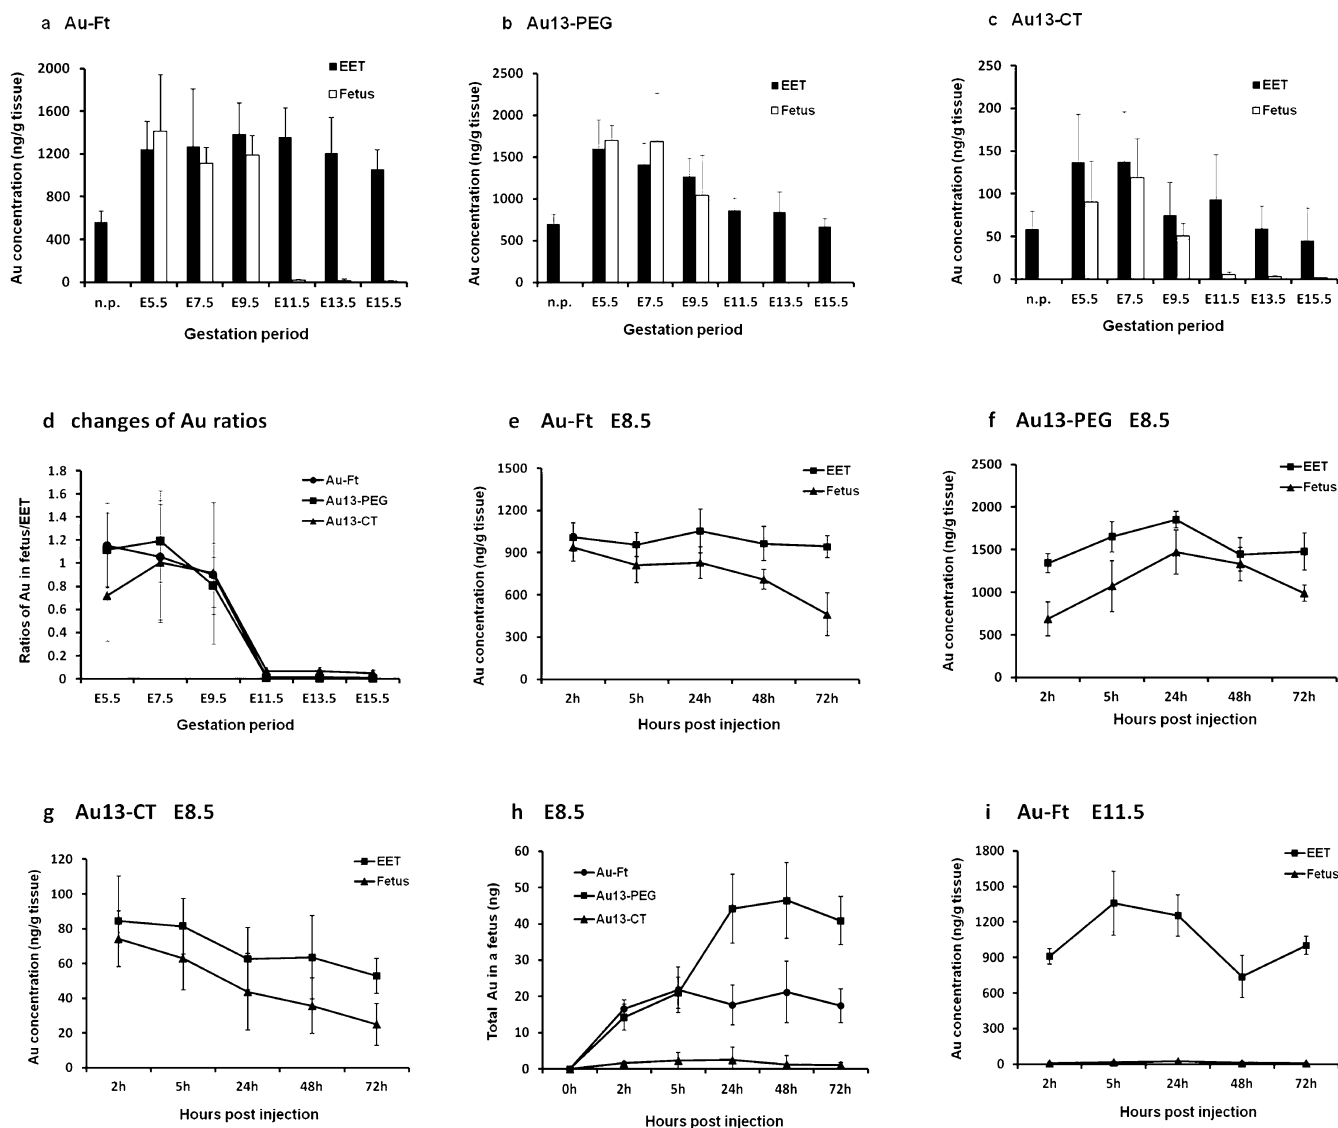 a Au-Ft
Au concentration (ng/g tissue)
2000
1600
1200
800
400
0
EET
Fetus
n.p. E5.5 E7.5 E9.5 E11.5 E13.5 E15.5
Gestation period
b Au13-PEG
Au concentration (ng/g tissue)
2500
2000
1500
1000
500
0
EET
Fetus
n.p. E5.5 E7.5 E9.5 E11.5 E13.5 E15.5
Gestation period
c Au13-CT
Au concentration (ng/g tissue)
250
200
150
100
50
0
EET
Fetus
n.p. E5.5 E7.5 E9.5 E11.5 E13.5 E15.5
Gestation period
d changes of Au ratios
Ratios of Au in fetus/EET
1.8
1.6
1.4
1.2
1
0.8
0.6
0.4
0.2
0
Au-Ft
Au13-PEG
Au13-CT
E5.5 E7.5 E9.5 E11.5 E13.5 E15.5
Gestation period
e Au-Ft E8.5
Au concentration (ng/g tissue)
1500
1200
900
600
300
0
EET
Fetus
2h 5h 24h 48h 72h
Hours post injection
f Au13-PEG E8.5
Au concentration (ng/g tissue)
2500
2000
1500
1000
500
0
EET
Fetus
2h 5h 24h 48h 72h
Hours post injection
g Au13-CT E8.5
Au concentration (ng/g tissue)
120
100
80
60
40
20
0
EET
Fetus
2h 5h 24h 48h 72h
Hours post injection
h E8.5
Total Au in a fetus (ng)
60
50
40
30
20
10
0
Au-Ft
Au13-PEG
Au13-CT
0h 2h 5h 24h 48h 72h
Hours post injection
i Au-Ft E11.5
Au concentration (ng/g tissue)
1800
1500
1200
900
600
300
0
EET
Fetus
2h 5h 24h 48h 72h
Hours post injection